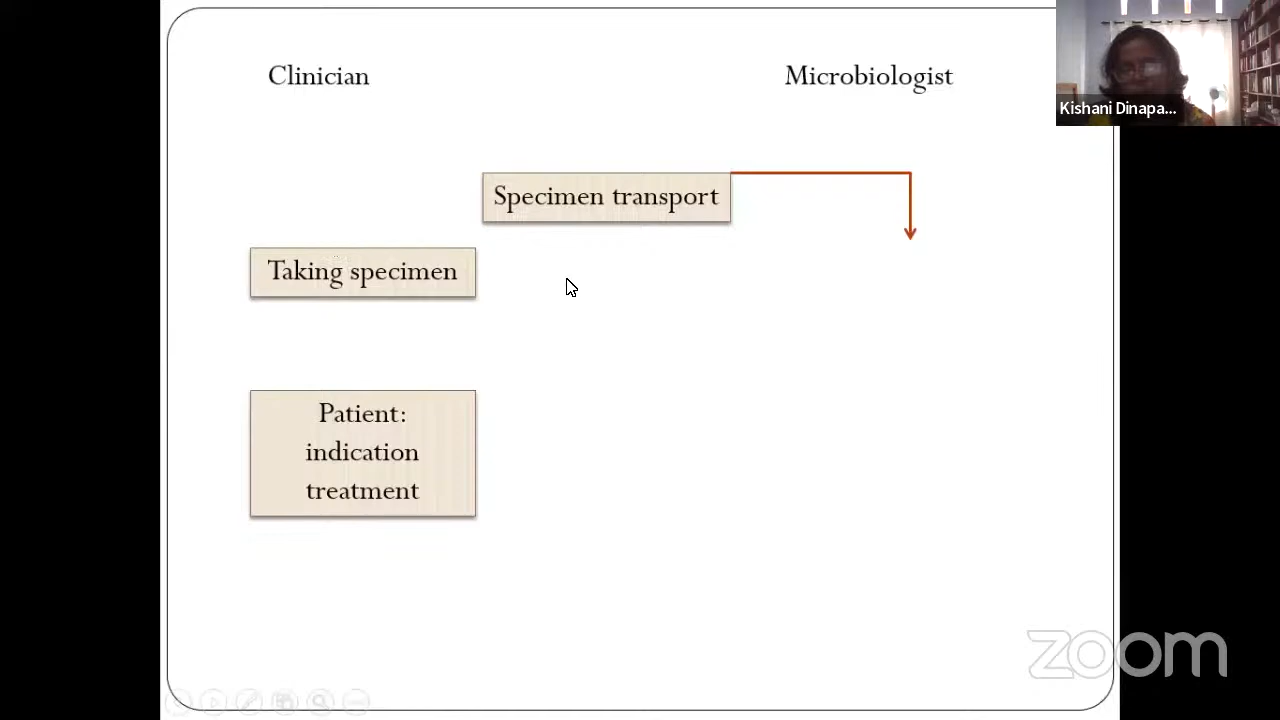 Clinician
Microbiologist
Kishani Dinapa...
Specimen transport
Taking specimen
Patient:
indication
treatment
zoom